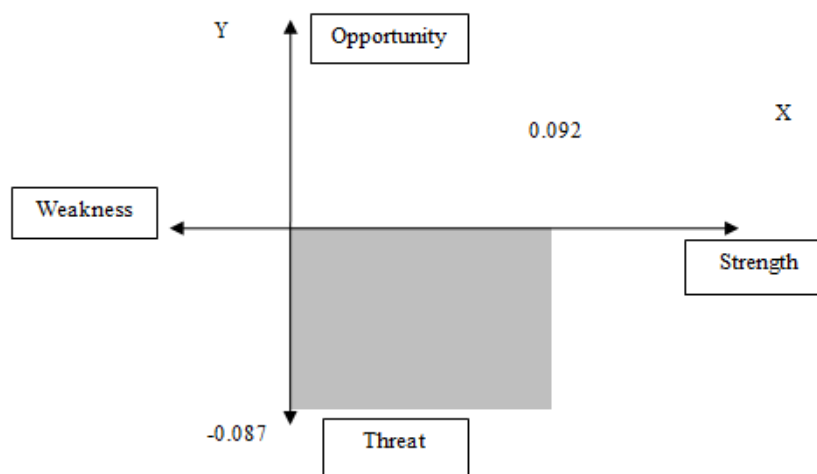 Y
Opportunity
X
0.092
Weakness
Strength
-0.087
Threat